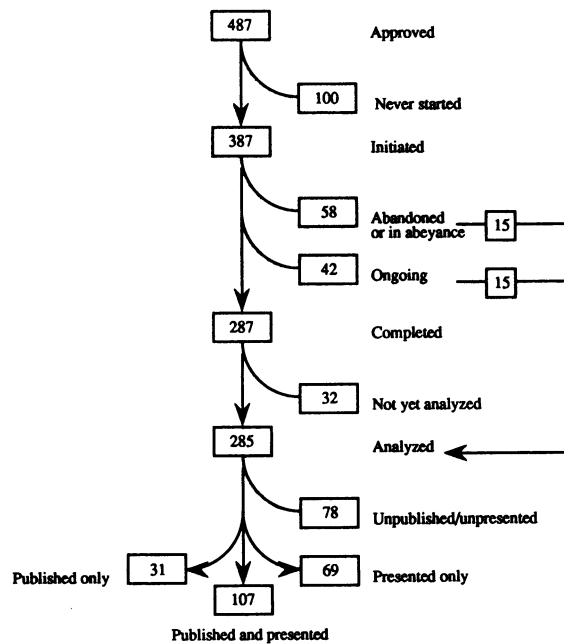 487
Approved
100
Never started
387
Initiated
58
Abandoned
or in abeyance
15
42
Ongoing
15
287
Completed
32
Not yet analyzed
285
Analyzed
78
Unpublished/unpresented
Published only
31
69
Presented only
107
Published and presented